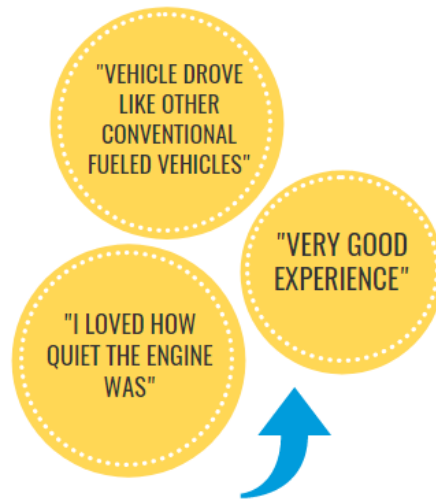 "VEHICLE DROVE
LIKE OTHER
CONVENTIONAL
FUELED VEHICLES"
"VERY GOOD
EXPERIENCE"
"I LOVED HOW
QUIET THE ENGINE
WAS"